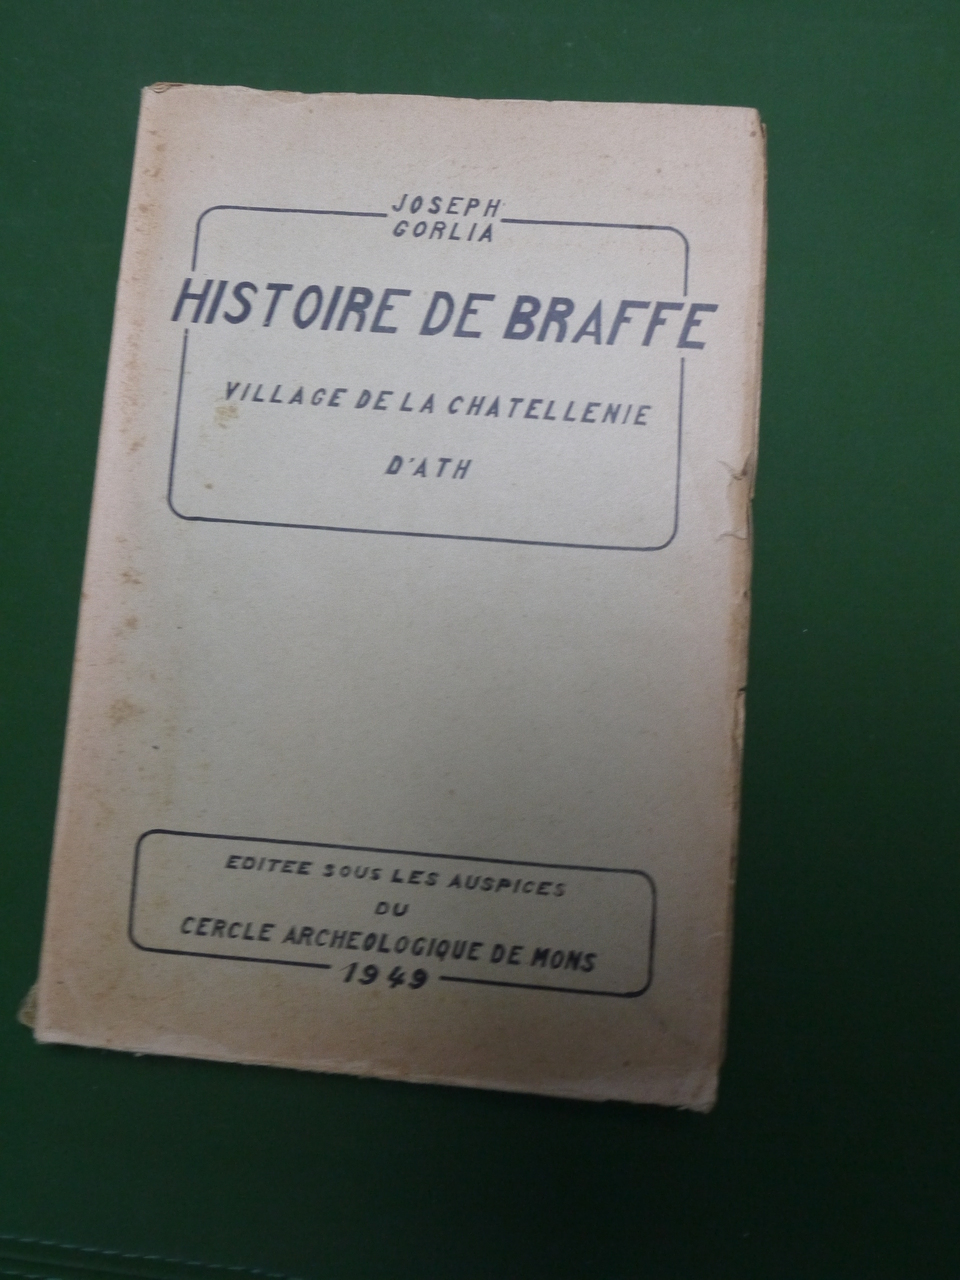 JOSEPH
GORLIA
HISTOIRE DE BRAFFE
VILLAGE DE LA CHATELLENIE
D'ATH
EDITEE SOUS LES AUSPICES
DU
CERCLE ARCHEOLOGIQUE DE MONS
1949